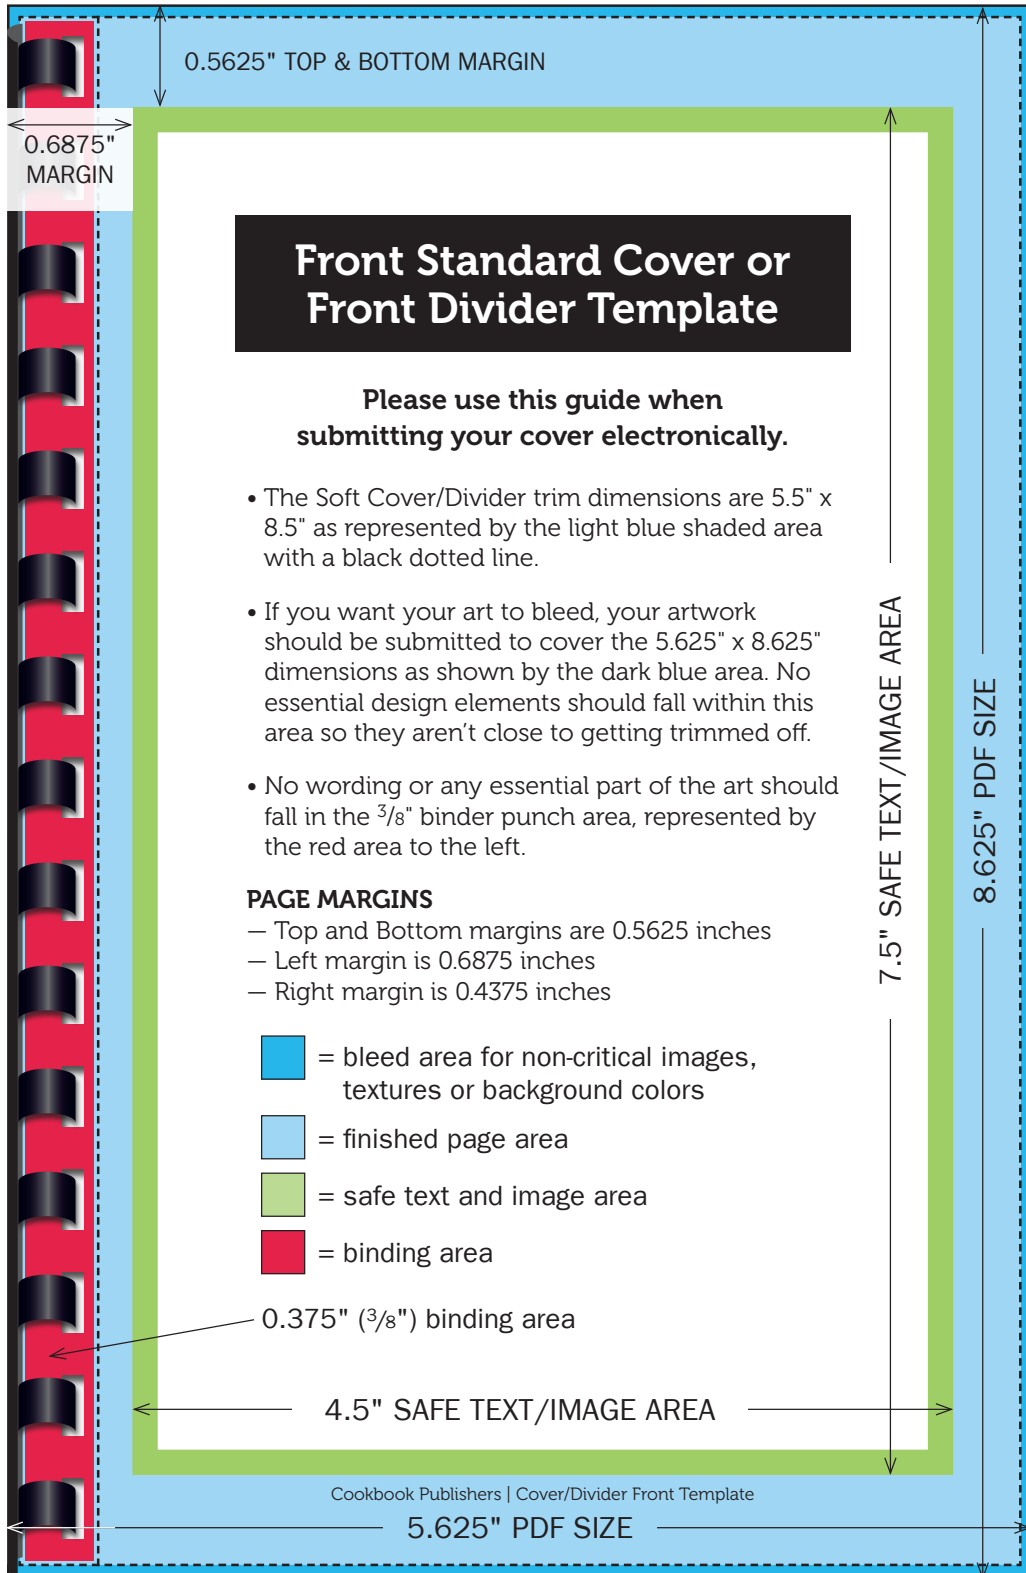 0.5625" TOP & BOTTOM MARGIN
0.6875"
MARGIN
Front Standard Cover or
Front Divider Template
Please use this guide when
submitting your cover electronically.
• The Soft Cover/Divider trim dimensions are 5.5" x
8.5" as represented by the light blue shaded area
with a black dotted line.
• If you want your art to bleed, your artwork
should be submitted to cover the 5.625" x 8.625"
dimensions as shown by the dark blue area. No
essential design elements should fall within this
area so they aren’t close to getting trimmed off.
• No wording or any essential part of the art should
fall in the 3/8" binder punch area, represented by
the red area to the left.
PAGE MARGINS
— Top and Bottom margins are 0.5625 inches
— Left margin is 0.6875 inches
— Right margin is 0.4375 inches
= bleed area for non-critical images,
textures or background colors
= finished page area
= safe text and image area
= binding area
0.375" (3/8") binding area
4.5" SAFE TEXT/IMAGE AREA
7.5" SAFE TEXT/IMAGE AREA
8.625" PDF SIZE
Cookbook Publishers | Cover/Divider Front Template
5.625" PDF SIZE